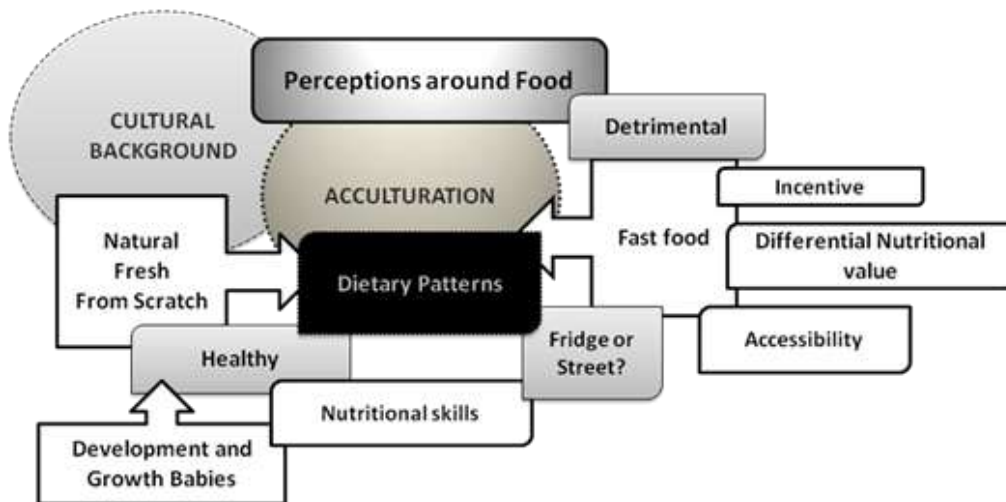 Perceptions around Food
CULTURAL
BACKGROUND
Detrimental
ACCULTURATION
Incentive
Natural
Fresh
From Scratch
Fast food
Differential Nutritional
value
Dietary Patterns
Accessibility
Healthy
Fridge or
Street?
Nutritional skills
Development and
Growth Babies